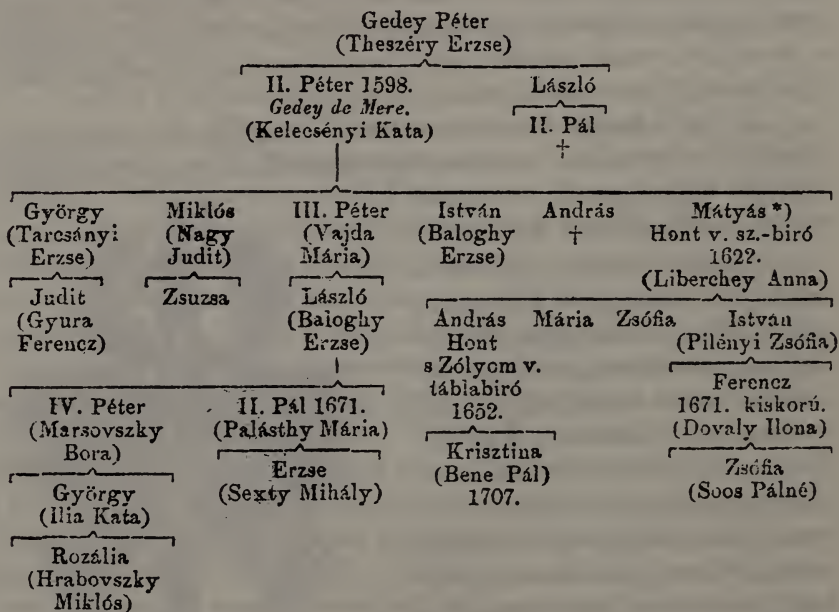 Gedey Péter
(Theszéry Erzse)
II. Péter 1598. László
Gedey de Mere. II. Pál
(Kelecsényi Kata) †
György Miklós III. Péter István András Mátyás *)
(Tarcsányi (Nagy (Vajda (Baloghy † Hont v. sz.-biró
Erzse) Judit) Mária) Erzse) 1622.
(Liberchey Anna)
Judit Zsuzsa László
(Gyura (Baloghy
Ferencz) Erzse)
András Mária Zsófia István
Hont (Pilényi Zsófia)
s Zólyom v.
táblabiró Ferencz
1652. 1671. kiskorú.
(Dovaly Ilona)
Krisztina
(Bene Pál) Zsófia
1707. (Soos Pálné)
IV. Péter II. Pál 1671.
(Marsovszky (Palásthy Mária)
Bora)
Erzse
György (Sexty Mihály)
(Ilia Kata)
Rozália
(Hrabovszky
Miklós)